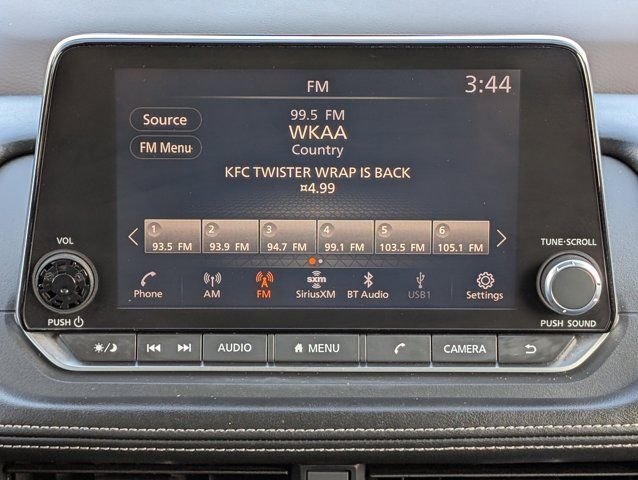 FM 3:44
99.5 FM
Source
WKAA
FM Menu
Country
KFC TWISTER WRAP IS BACK
¤4.99
1 2 3 4 5 6
93.5 FM 93.9 FM 94.7 FM 99.1 FM 103.5 FM 105.1 FM
VOL TUNE·SCROLL
Phone AM FM sxm SiriusXM BT Audio USB1 Settings
PUSH PUSH SOUND
AUDIO MENU CAMERA